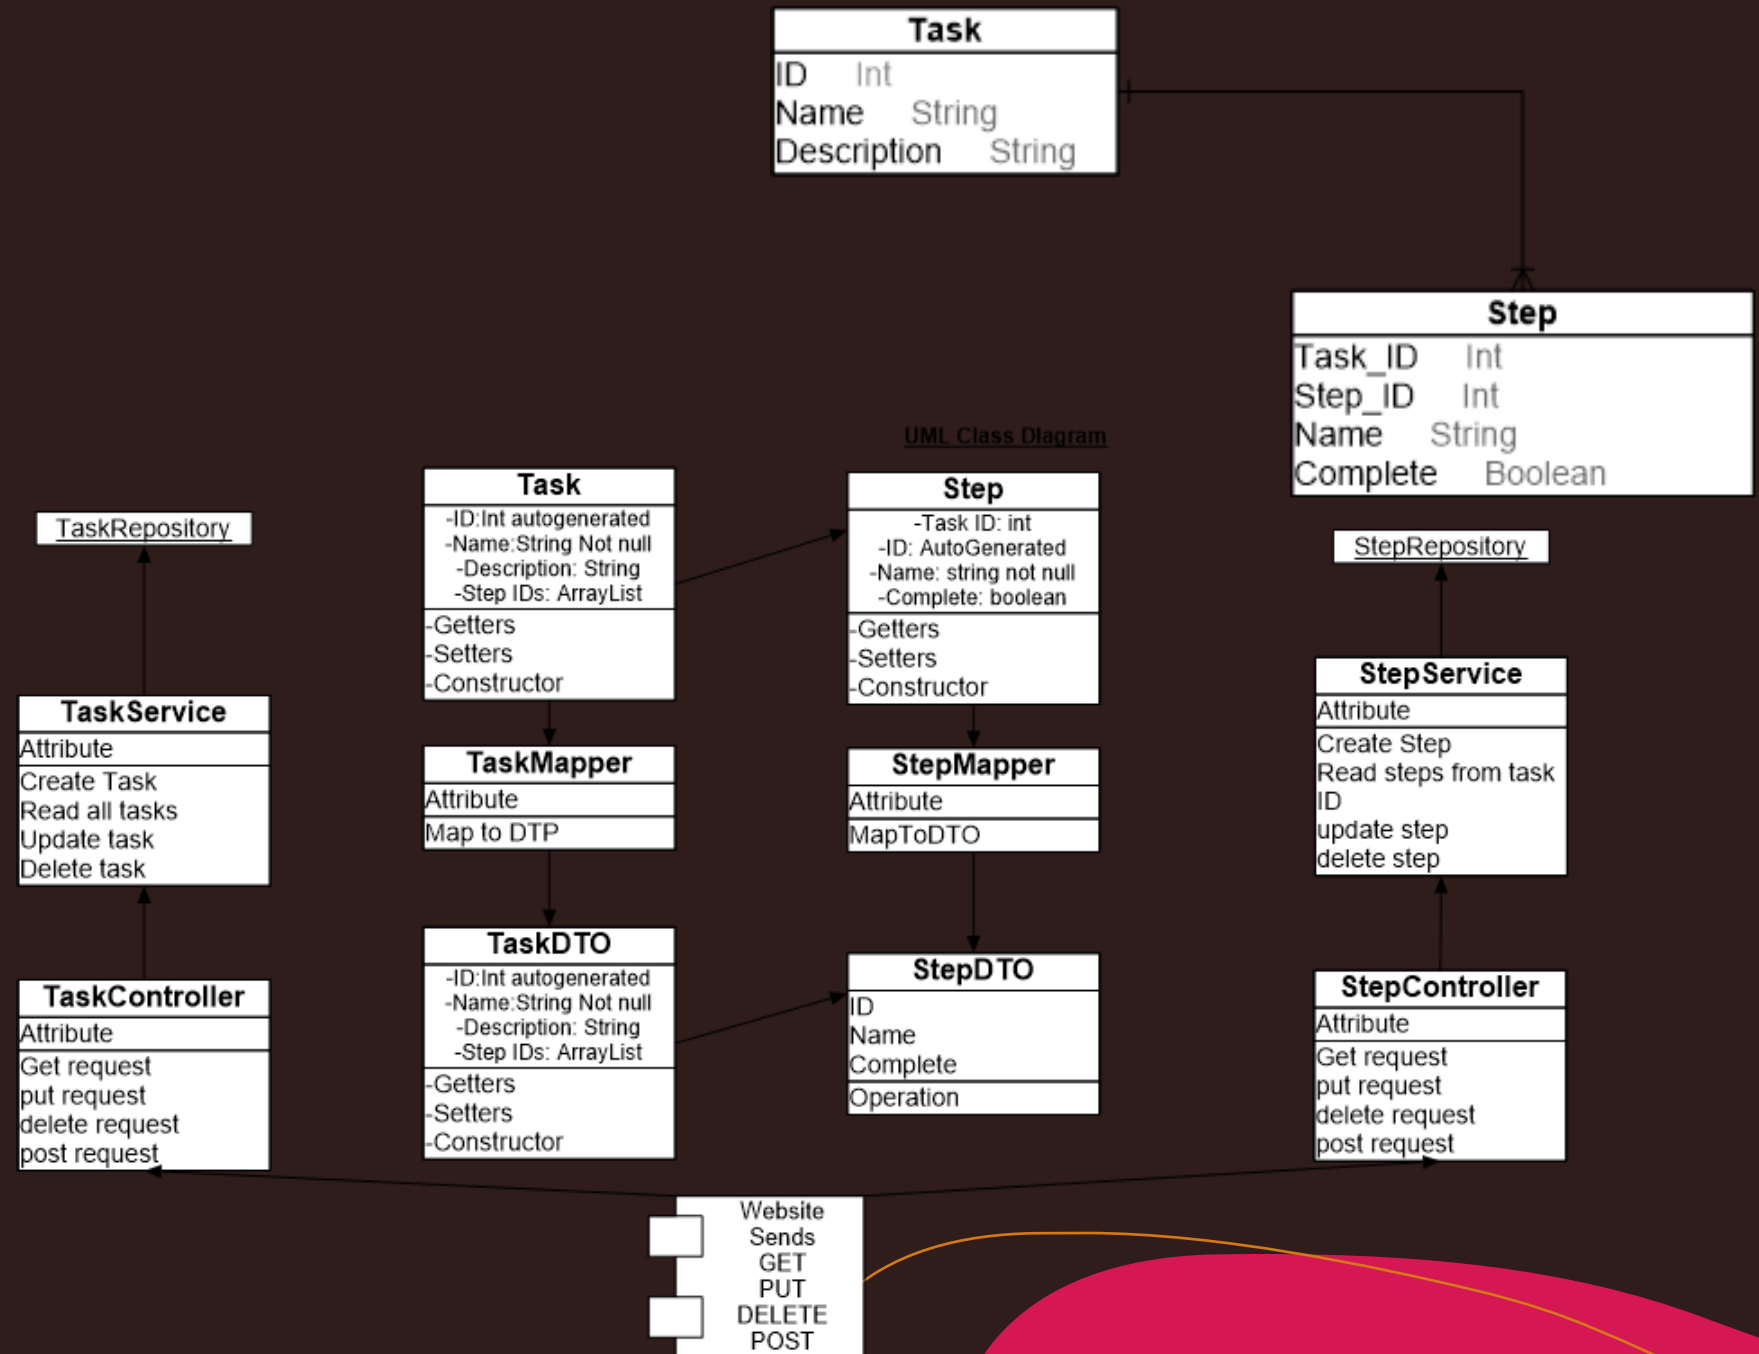 Task
ID Int
Name String
Description String
Step
Task_ID Int
Step_ID Int
Name String
Complete Boolean
UML Class DIagram
TaskRepository
TaskService
Attribute
Create Task
Read all tasks
Update task
Delete task
TaskController
Attribute
Get request
put request
delete request
post request
Task
-ID:Int autogenerated
-Name:String Not null
-Description: String
-Step IDs: ArrayList
-Getters
-Setters
-Constructor
TaskMapper
Attribute
Map to DTP
TaskDTO
-ID:Int autogenerated
-Name:String Not null
-Description: String
-Step IDs: ArrayList
-Getters
-Setters
-Constructor
Step
-Task ID: int
-ID: AutoGenerated
-Name: string not null
-Complete: boolean
-Getters
-Setters
-Constructor
StepMapper
Attribute
MapToDTO
StepDTO
ID
Name
Complete
Operation
StepRepository
StepService
Attribute
Create Step
Read steps from task
ID
update step
delete step
StepController
Attribute
Get request
put request
delete request
post request
Website
Sends
GET
PUT
DELETE
POST